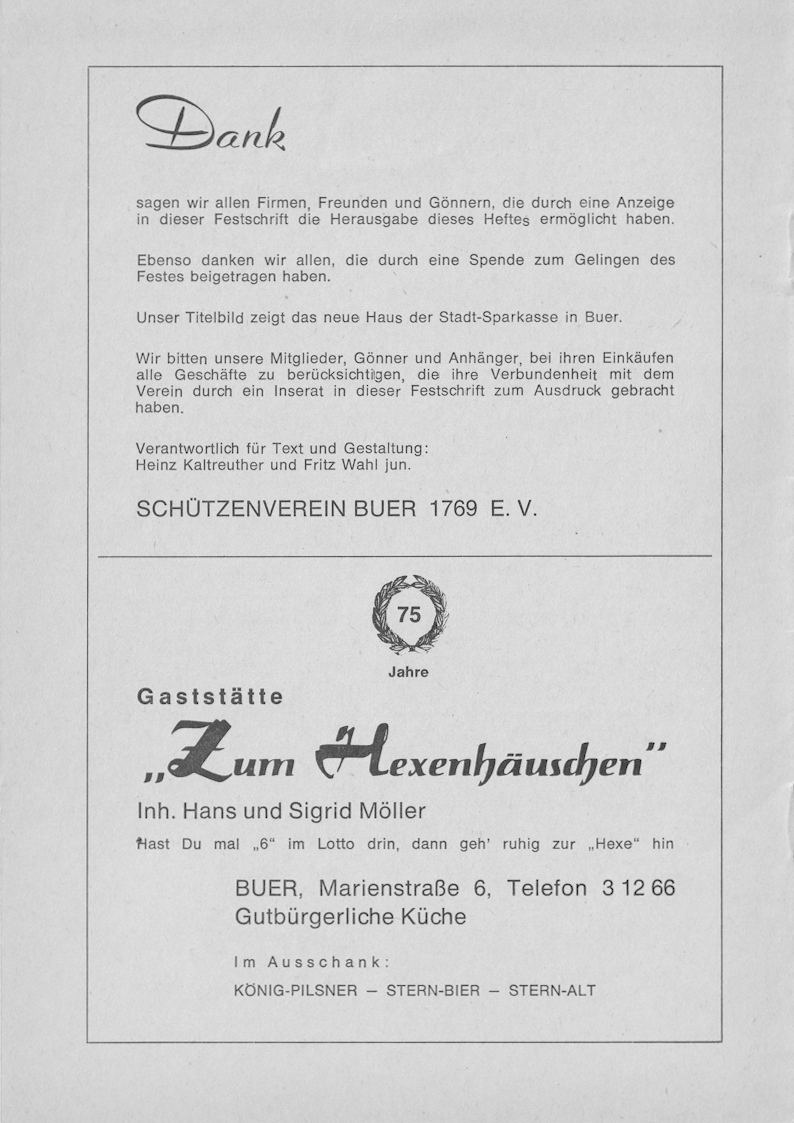 Dank
sagen wir allen Firmen, Freunden und Gönnern, die durch eine Anzeige
in dieser Festschrift die Herausgabe dieses Heftes ermöglicht haben.
Ebenso danken wir allen, die durch eine Spende zum Gelingen des
Festes beigetragen haben.
Unser Titelbild zeigt das neue Haus der Stadt-Sparkasse in Buer.
Wir bitten unsere Mitglieder, Gönner und Anhänger, bei ihren Einkäufen
alle Geschäfte zu berücksichtigen, die ihre Verbundenheit mit dem
Verein durch ein Inserat in dieser Festschrift zum Ausdruck gebracht
haben.
Verantwortlich für Text und Gestaltung:
Heinz Kaltreuther und Fritz Wahl jun.
SCHÜTZENVEREIN BUER 1769 E. V.
75
Jahre
Gaststätte
„Zum Hexenhäuschen"
Inh. Hans und Sigrid Möller
Hast Du mal „6" im Lotto drin, dann geh' ruhig zur „Hexe" hin
BUER, Marienstraße 6, Telefon 3 12 66
Gutbürgerliche Küche
Im Ausschank:
KÖNIG-PILSNER — STERN-BIER — STERN-ALT